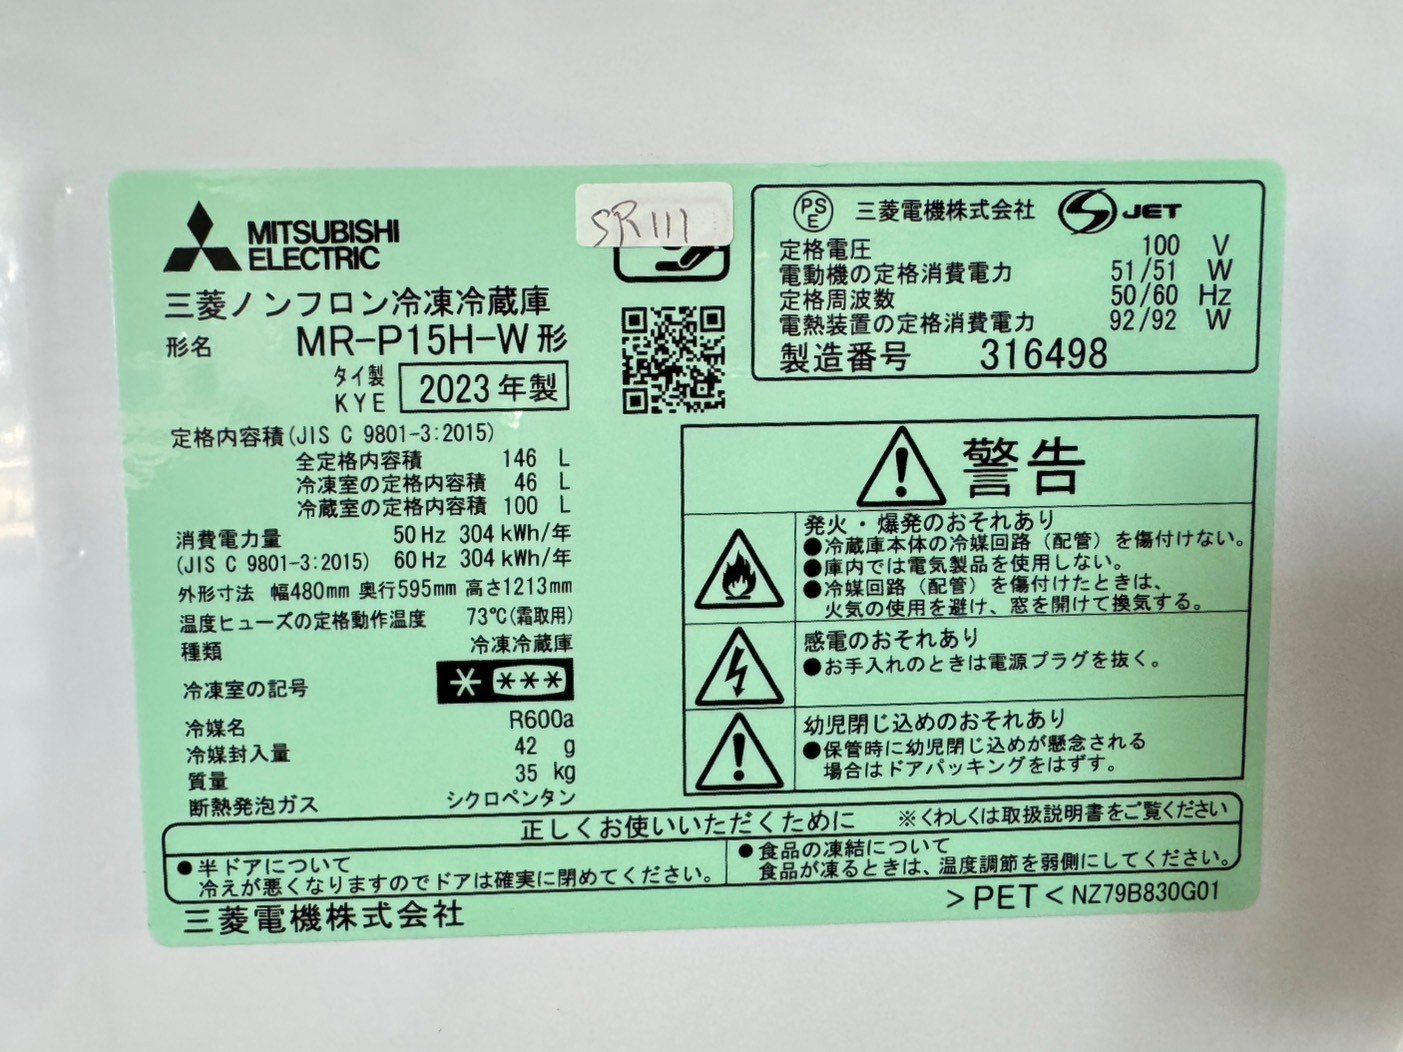 MITSUBISHI
ELECTRIC
三菱ノンフロン冷凍冷蔵庫
形名 MR-P15H-W形
タイ製
KYE
2023年製
定格内容積(JIS C 9801-3:2015)
全定格内容積 146 L
冷凍室の定格内容積 46 L
冷蔵室の定格内容積 100 L
消費電力量 50Hz 304kWh/年
(JIS C 9801-3:2015) 60Hz 304kWh/年
外形寸法 幅480mm 奥行595mm 高さ1213mm
温度ヒューズの定格動作温度 73℃(霜取用)
種類 冷凍冷蔵庫
冷凍室の記号 * ***
冷媒名 R600a
冷媒封入量 42 g
質量 35 kg
断熱発泡ガス シクロペンタン
SR111
PSE 三菱電機株式会社 JET
定格電圧 100 V
電動機の定格消費電力 51/51 W
定格周波数 50/60 Hz
電熱装置の定格消費電力 92/92 W
製造番号 316498
警告
発火・爆発のおそれあり
●冷蔵庫本体の冷媒回路（配管）を傷付けない。
●庫内では電気製品を使用しない。
●冷媒回路（配管）を傷付けたときは、
火気の使用を避け、窓を開けて換気する。
感電のおそれあり
●お手入れのときは電源プラグを抜く。
幼児閉じ込めのおそれあり
●保管時に幼児閉じ込めが懸念される
場合はドアパッキングをはずす。
正しくお使いいただくために ※くわしくは取扱説明書をご覧ください
●半ドアについて
冷えが悪くなりますのでドアは確実に閉めてください。
●食品の凍結について
食品が凍るときは、温度調節を弱側にしてください。
三菱電機株式会社
>PET< NZ79B830G01